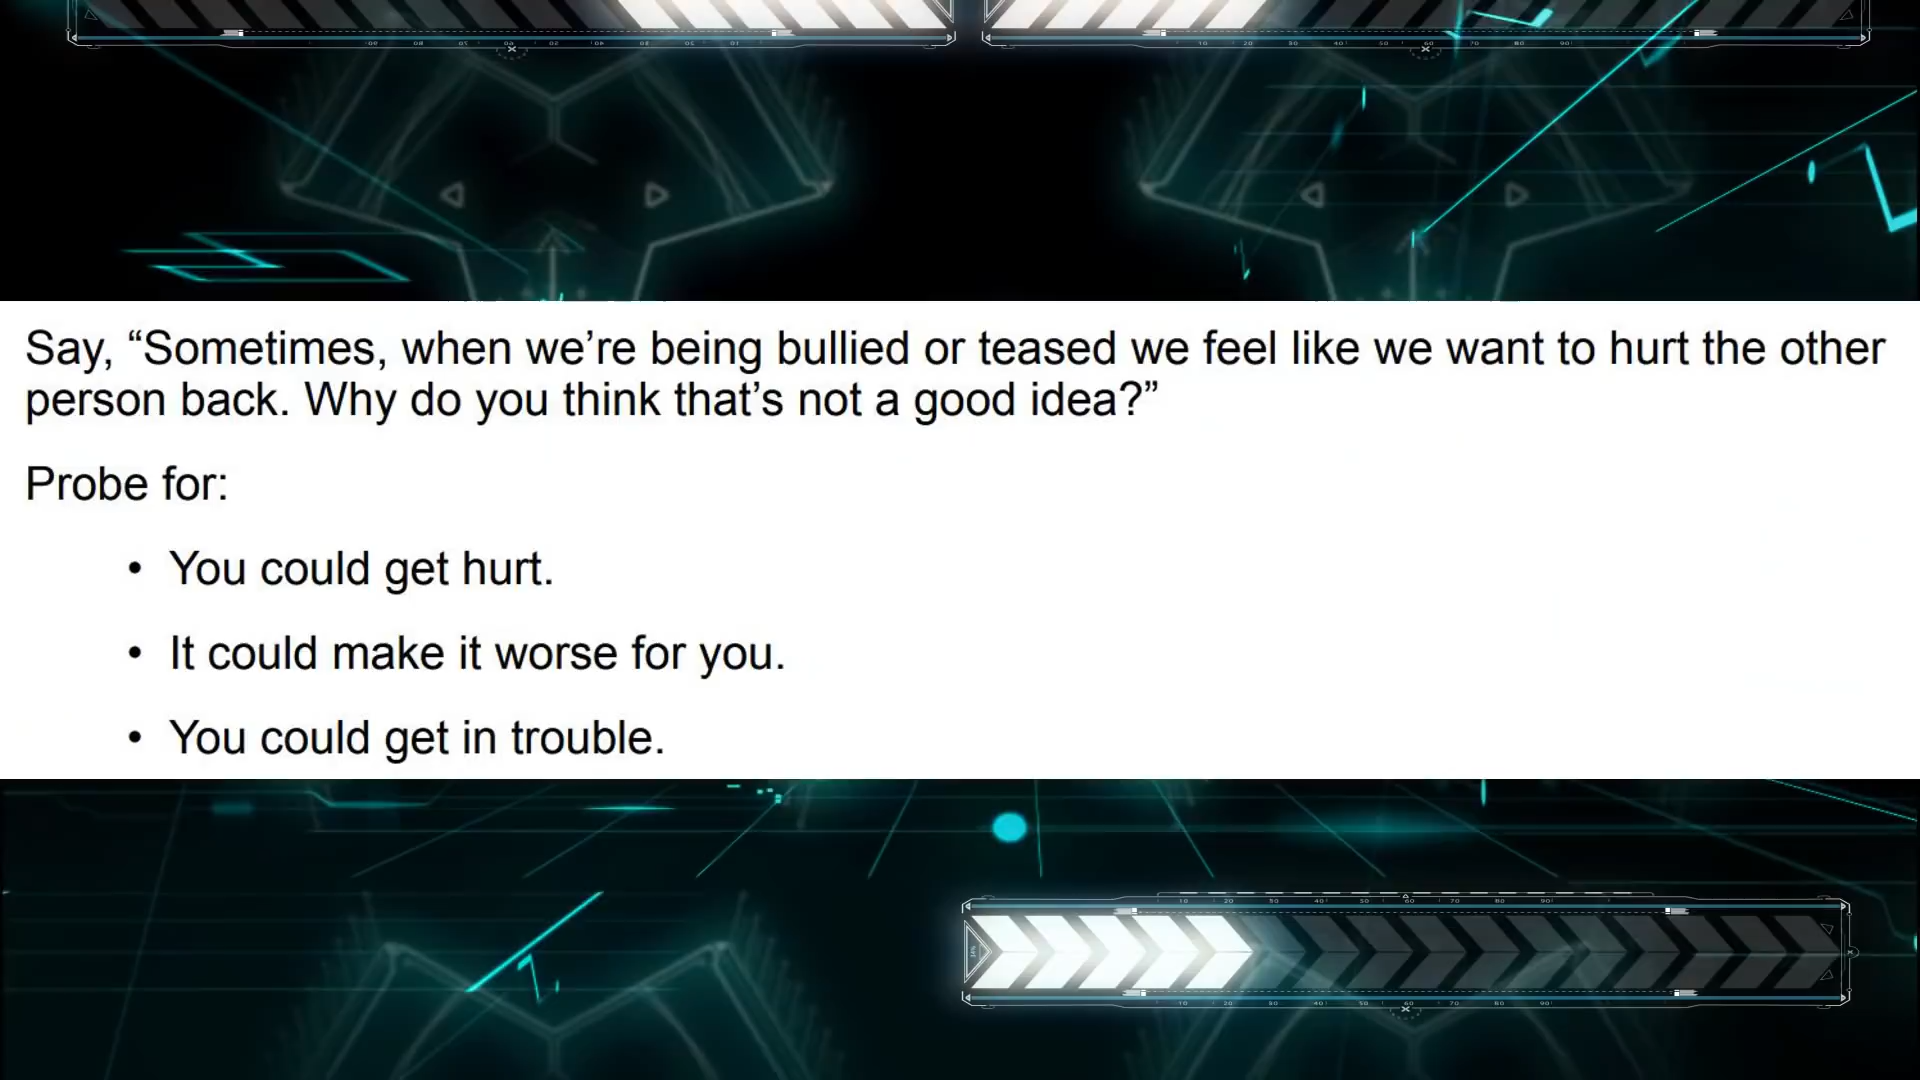 Say, “Sometimes, when we’re being bullied or teased we feel like we want to hurt the other
person back. Why do you think that’s not a good idea?”
Probe for:
• You could get hurt.
• It could make it worse for you.
• You could get in trouble.